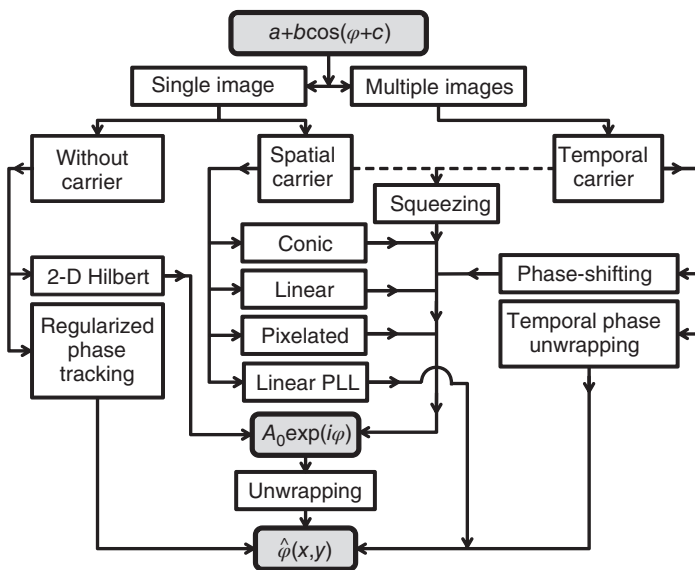 a+bcos(φ+c)
Single image
Multiple images
Without
carrier
Spatial
carrier
Temporal
carrier
Squeezing
Conic
2-D Hilbert
Phase-shifting
Linear
Regularized
phase
tracking
Pixelated
Temporal phase
unwrapping
Linear PLL
A₀exp(iφ)
Unwrapping
φ̂(x,y)